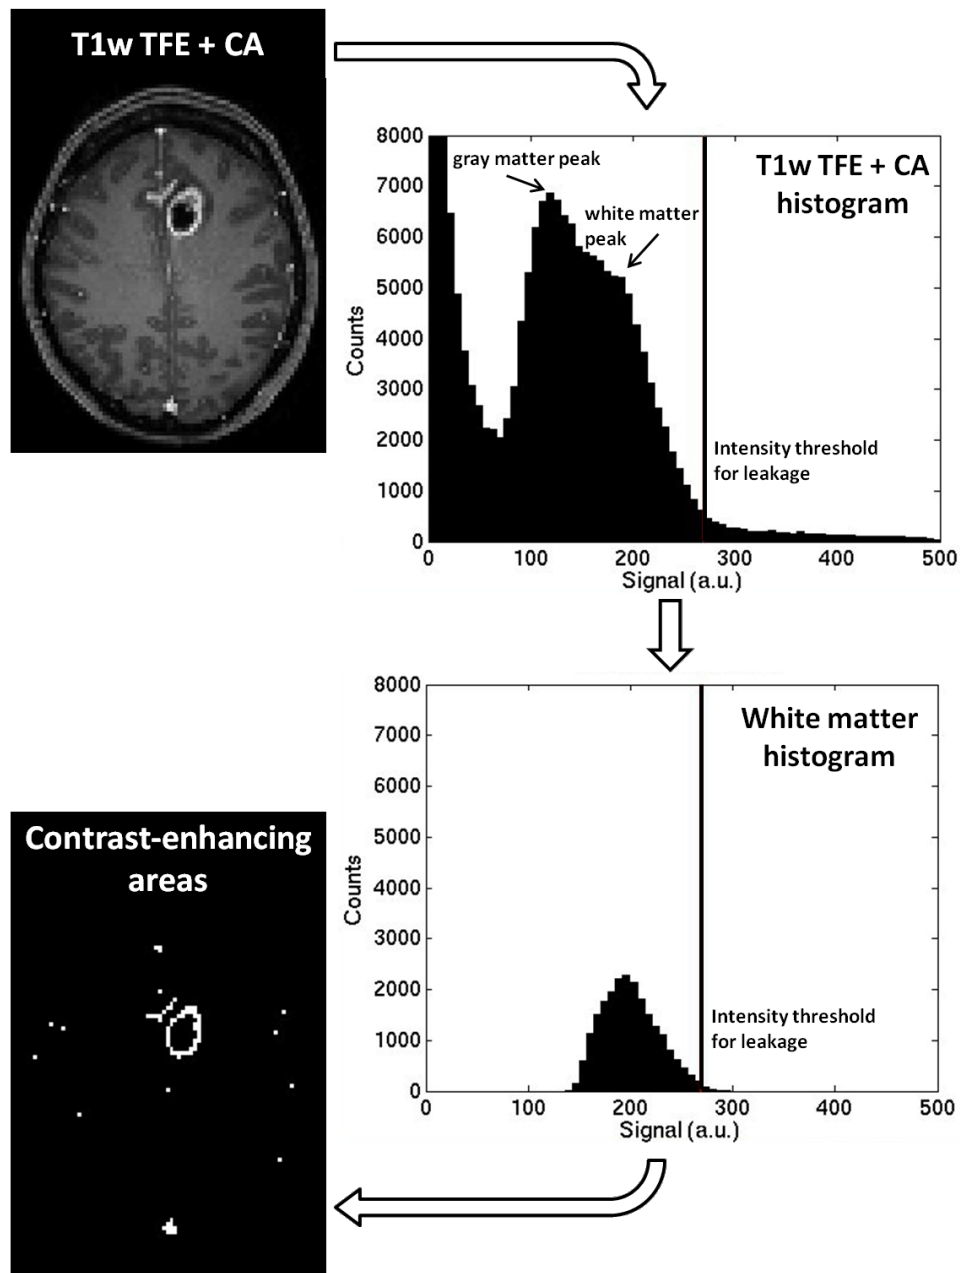 T1w TFE + CA
8000
7000
6000
5000
4000
3000
2000
1000
0
Counts
gray matter peak
white matter
peak
T1w TFE + CA
histogram
Intensity threshold
for leakage
0 100 200 300 400 500
Signal (a.u.)
8000
7000
6000
5000
4000
3000
2000
1000
0
Counts
White matter
histogram
Intensity threshold
for leakage
0 100 200 300 400 500
Signal (a.u.)
Contrast-enhancing
areas